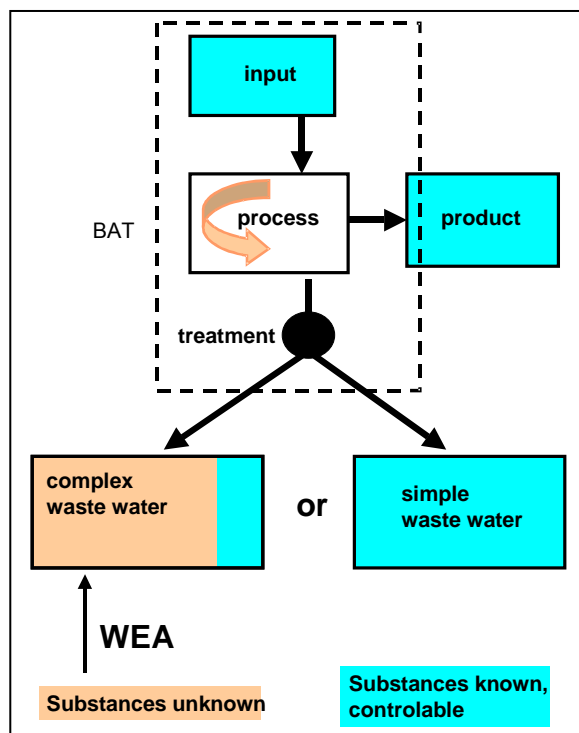 input
process
product
BAT
treatment
complex
waste water
or
simple
waste water
WEA
Substances unknown
Substances known,
controlable